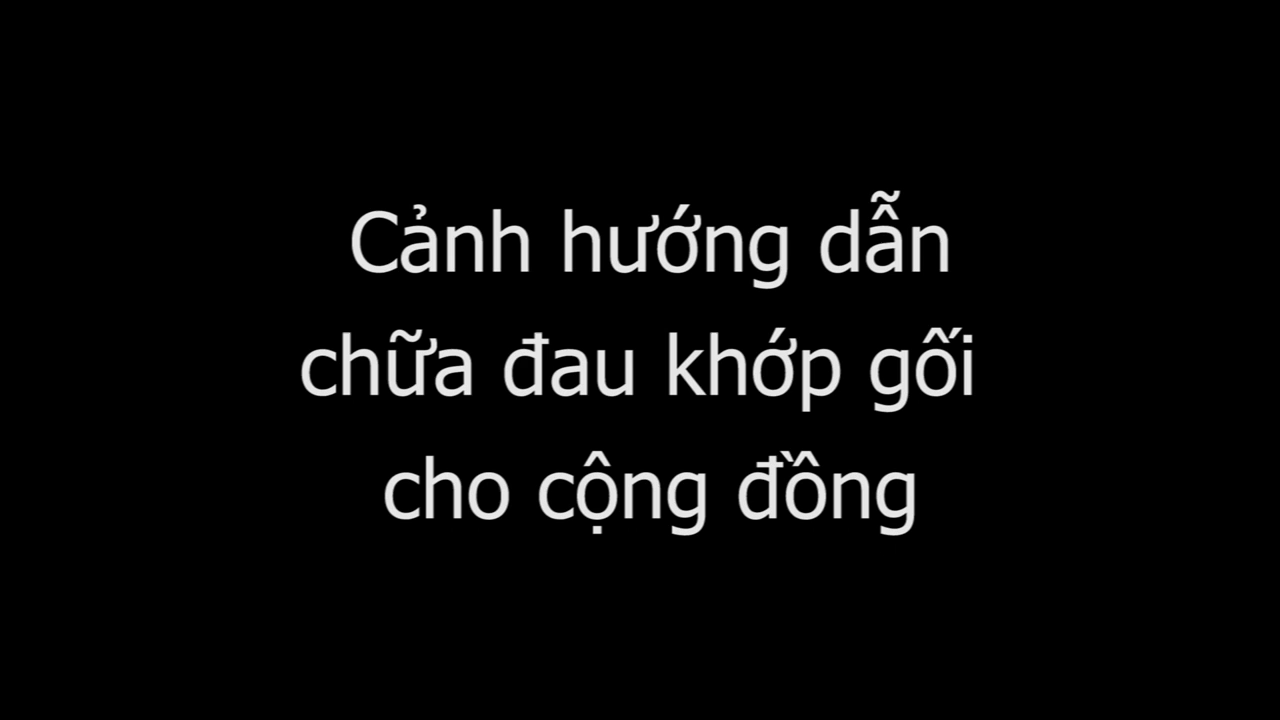 Cảnh hướng dẫn
chữa đau khớp gối
cho cộng đồng